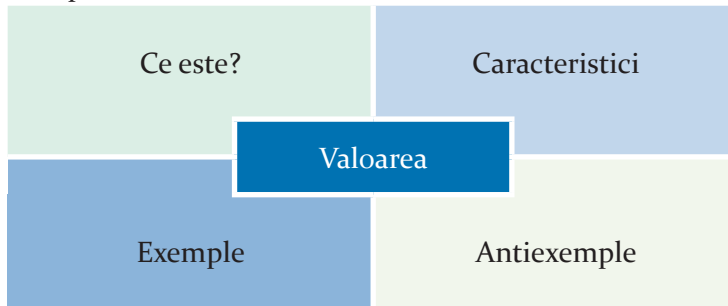 Ce este?
Caracteristici
Valoarea
Exemple
Antiexemple